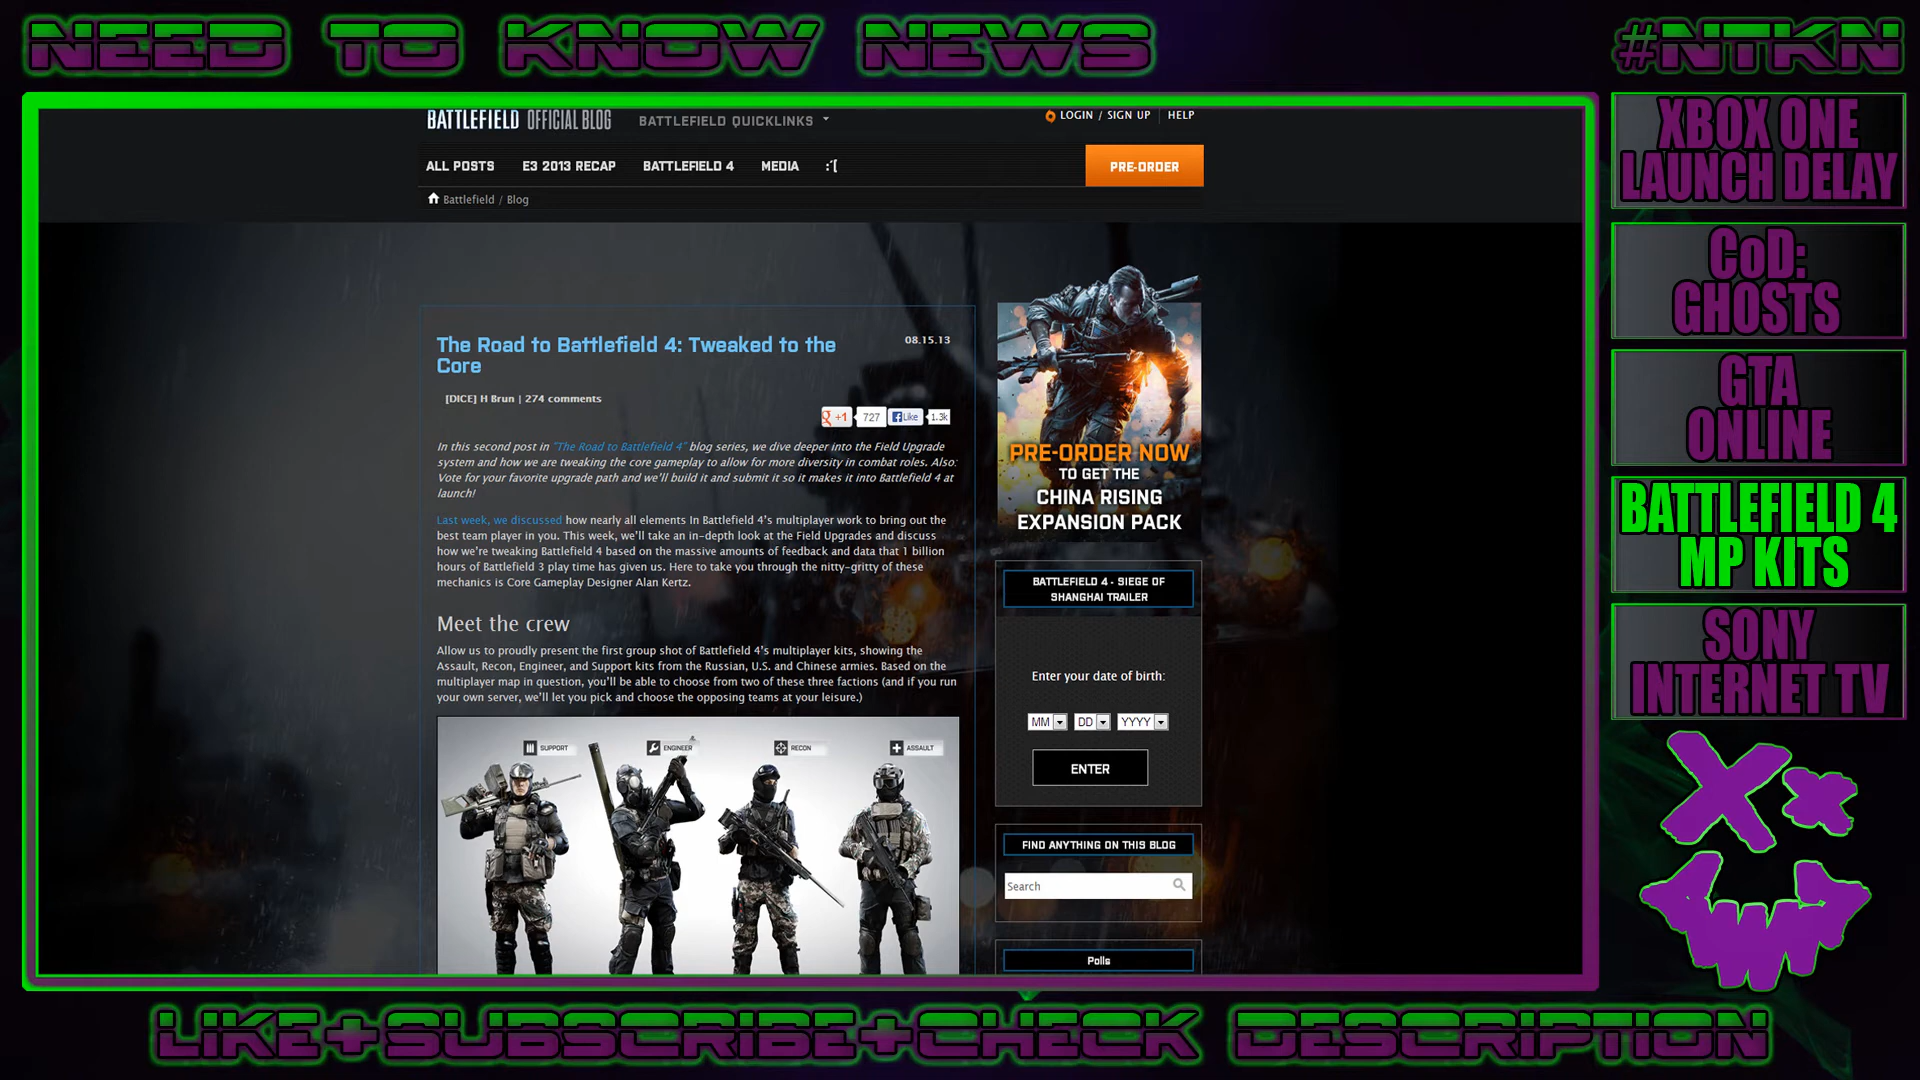 NEED TO KNOW NEWS
#NTKN
BATTLEFIELD OFFICIAL BLOG
BATTLEFIELD QUICKLINKS
LOGIN / SIGN UP | HELP
ALL POSTS
E3 2013 RECAP
BATTLEFIELD 4
MEDIA
:'[
PRE-ORDER
Battlefield / Blog
The Road to Battlefield 4: Tweaked to the
Core
08.15.13
[DICE] H Brun | 274 comments
g +1
727
Like
1.3k
In this second post in "The Road to Battlefield 4" blog series, we dive deeper into the Field Upgrade
system and how we are tweaking the core gameplay to allow for more diversity in combat roles. Also:
Vote for your favorite upgrade path and we'll build it and submit it so it makes it into Battlefield 4 at
launch!
Last week, we discussed how nearly all elements In Battlefield 4's multiplayer work to bring out the
best team player in you. This week, we'll take an in-depth look at the Field Upgrades and discuss
how we're tweaking Battlefield 4 based on the massive amounts of feedback and data that 1 billion
hours of Battlefield 3 play time has given us. Here to take you through the nitty-gritty of these
mechanics is Core Gameplay Designer Alan Kertz.
Meet the crew
Allow us to proudly present the first group shot of Battlefield 4's multiplayer kits, showing the
Assault, Recon, Engineer, and Support kits from the Russian, U.S. and Chinese armies. Based on the
multiplayer map in question, you'll be able to choose from two of these three factions (and if you run
your own server, we'll let you pick and choose the opposing teams at your leisure.)
SUPPORT
ENGINEER
RECON
ASSAULT
PRE-ORDER NOW
TO GET THE
CHINA RISING
EXPANSION PACK
BATTLEFIELD 4 - SIEGE OF
SHANGHAI TRAILER
Enter your date of birth:
MM
DD
YYYY
ENTER
FIND ANYTHING ON THIS BLOG
Search
Polls
XBOX ONE
LAUNCH DELAY
CoD:
GHOSTS
GTA
ONLINE
BATTLEFIELD 4
MP KITS
SONY
INTERNET TV
LIKE+SUBSCRIBE+CHECK DESCRIPTION